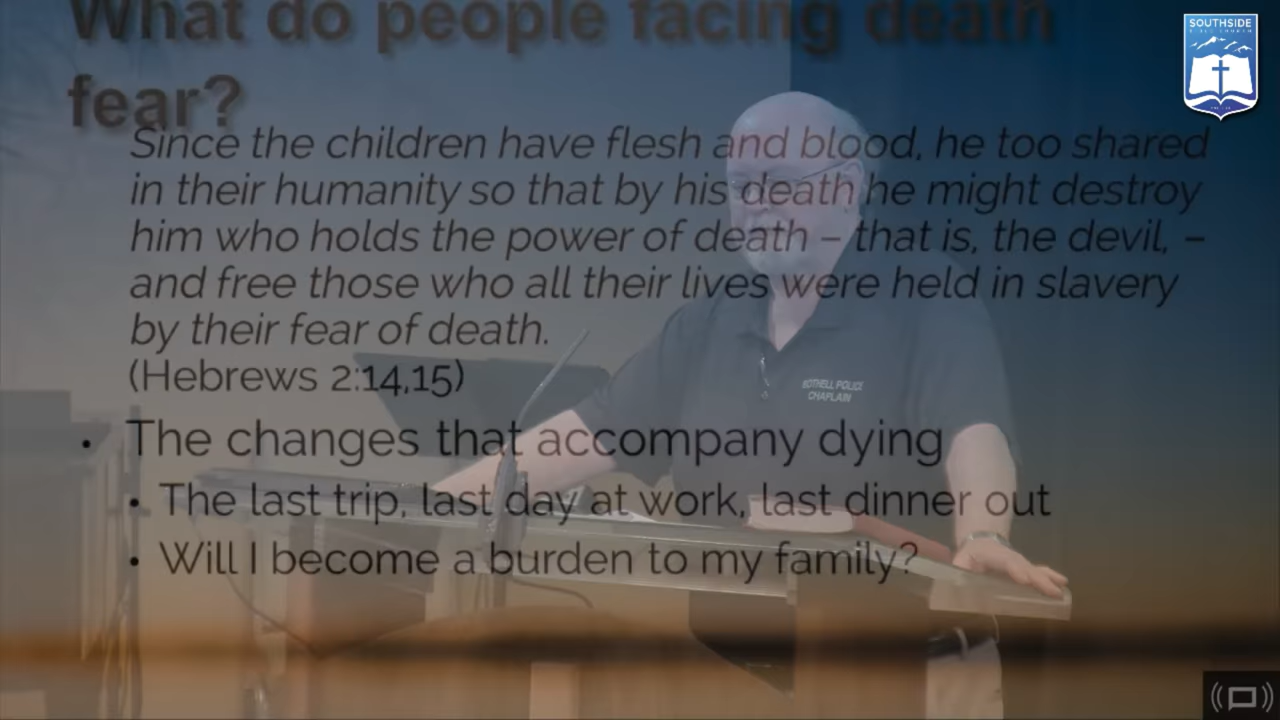 What do people facing death
fear?
Since the children have flesh and blood, he too shared
in their humanity so that by his death he might destroy
him who holds the power of death – that is, the devil, –
and free those who all their lives were held in slavery
by their fear of death.
(Hebrews 2:14,15)
• The changes that accompany dying
• The last trip, last day at work, last dinner out
• Will I become a burden to my family?
BOTHELL POLICE
CHAPLAIN
SOUTHSIDE
BIBLE CHURCH